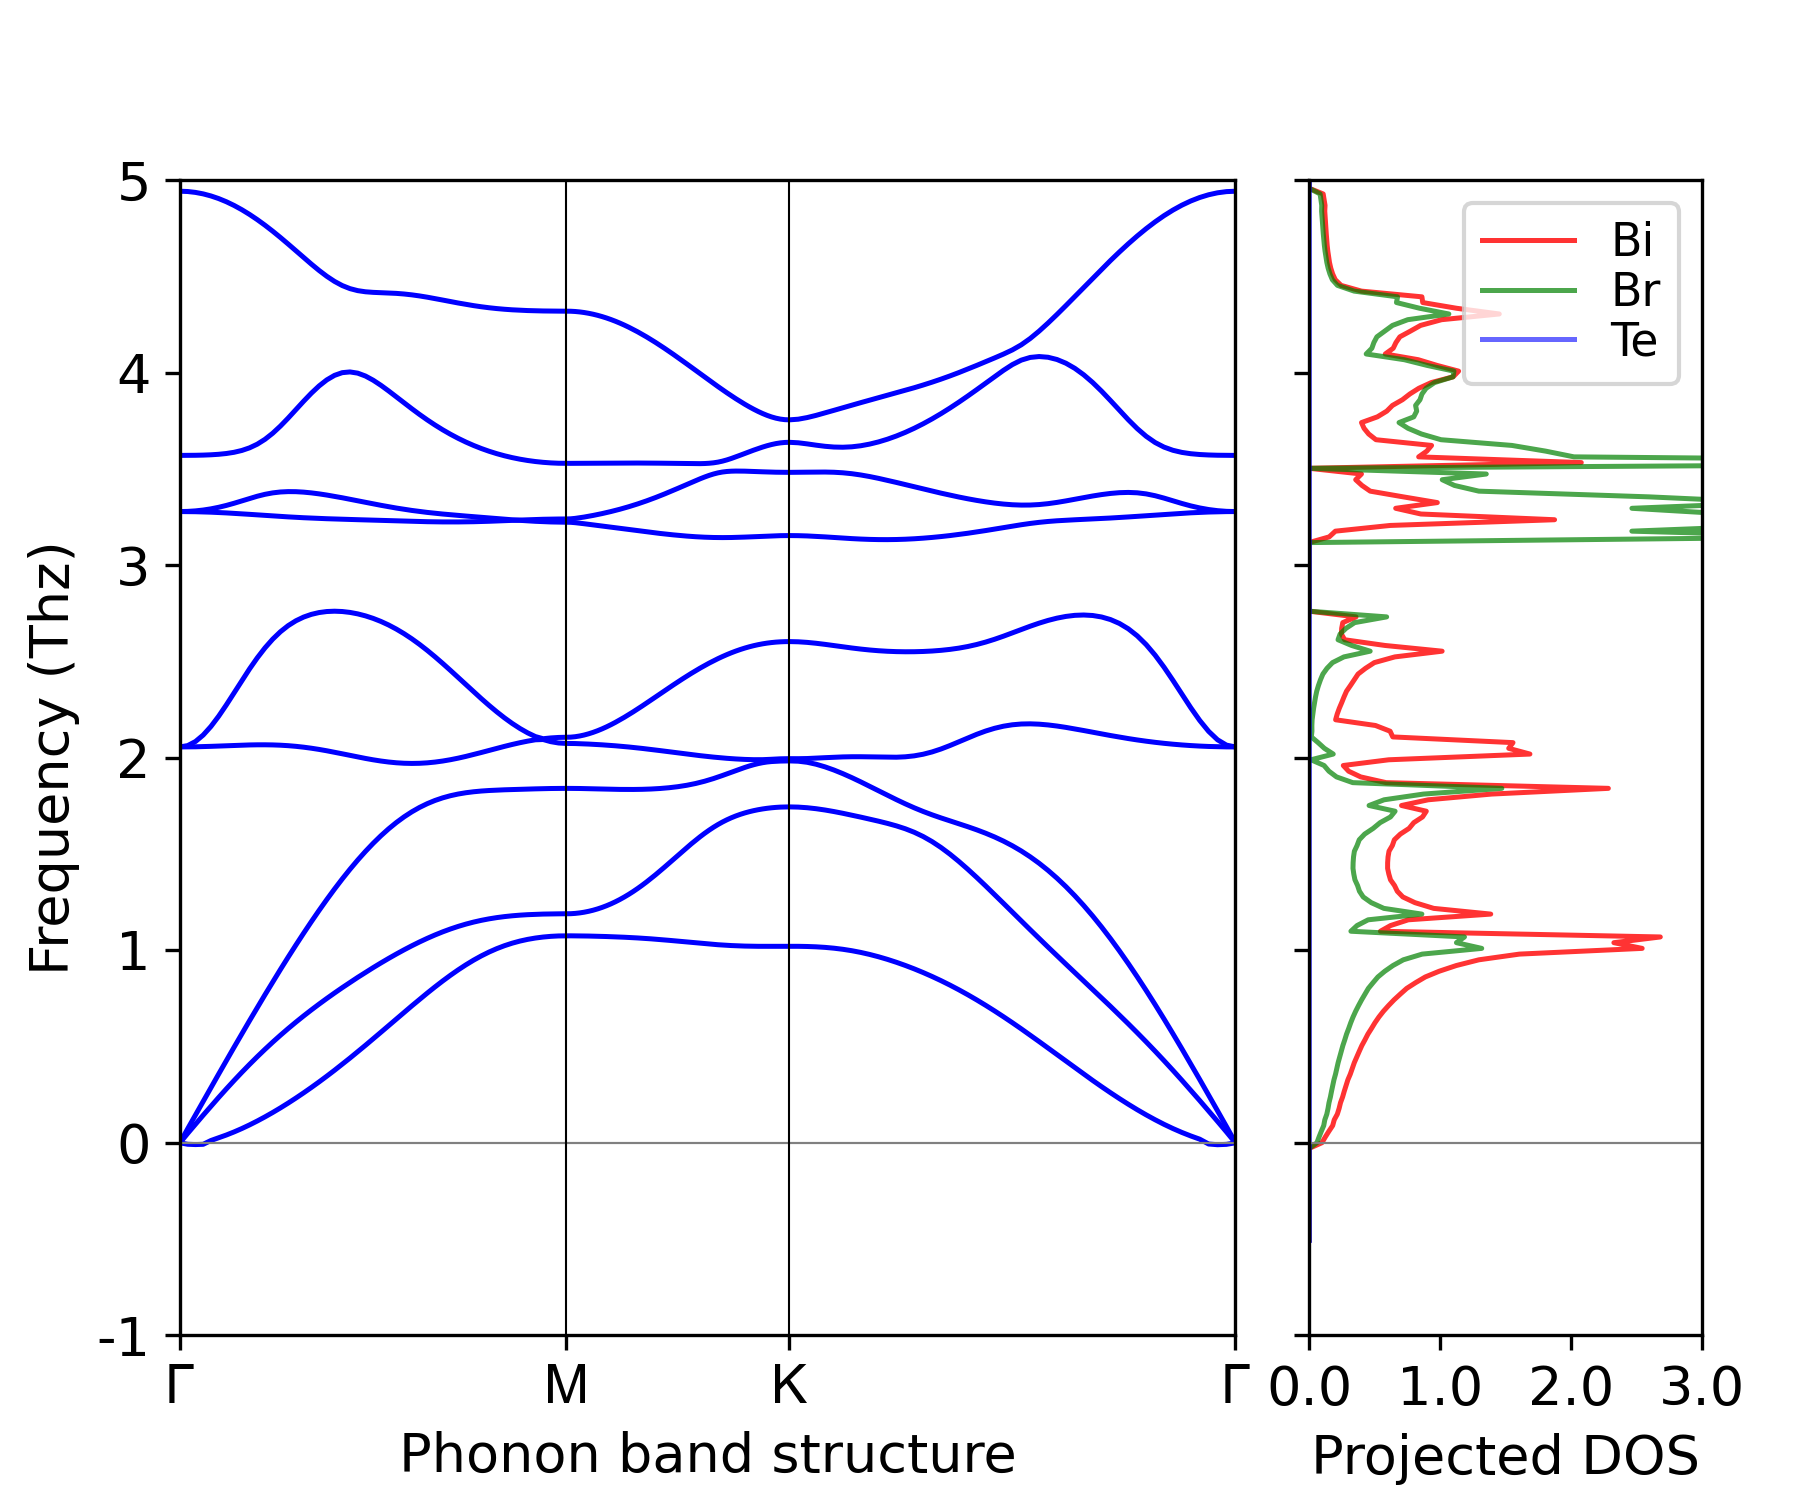 5
4
3
2
1
0
-1
Frequency (Thz)
Γ M K Γ
Phonon band structure
Bi
Br
Te
0.0 1.0 2.0 3.0
Projected DOS